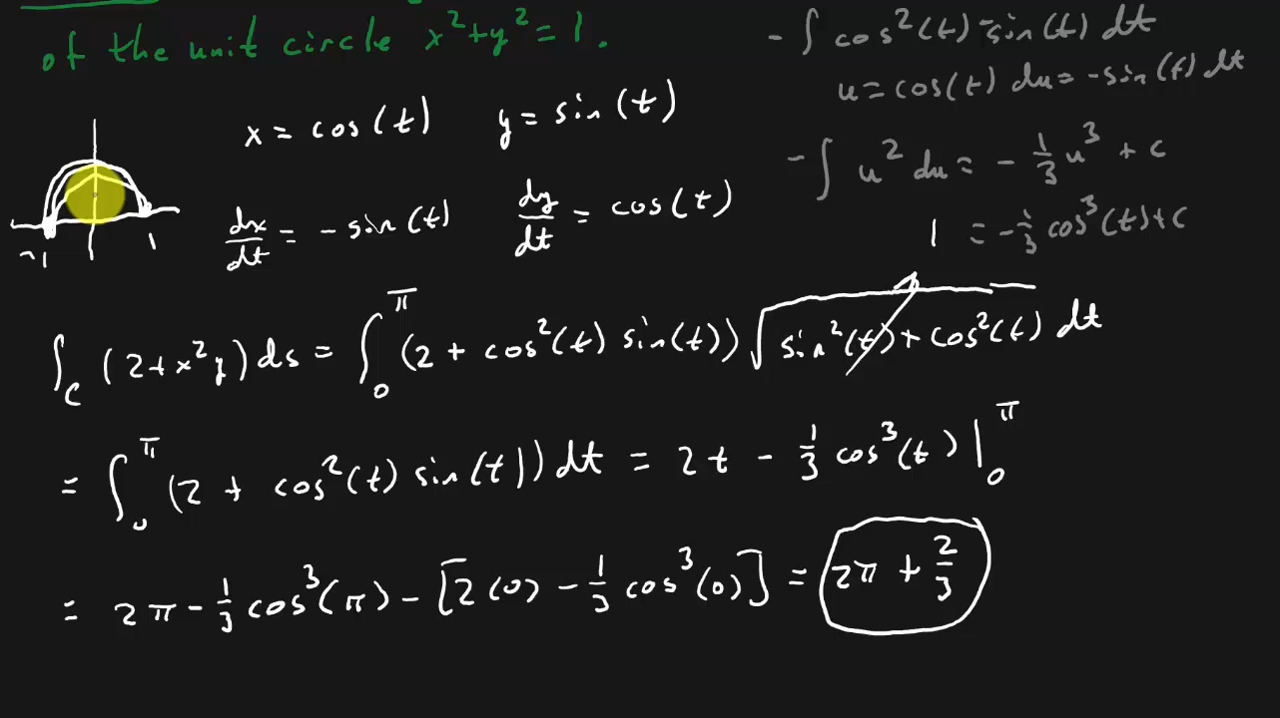 of the unit circle x²+y²=1.
-∫ cos²(t) -sin(t) dt
u=cos(t) du=-sin(t) dt
x = cos(t) y = sin(t)
-∫ u² du = -1/3 u³ + c
= -1/3 cos³(t)+c
-1 1
dx/dt = -sin(t) dy/dt = cos(t)
1
∫_C (2+x²y)ds = ∫_0^π (2 + cos²(t) sin(t)) √(sin²(t)+cos²(t)) dt
= ∫_0^π (2 + cos²(t) sin(t)) dt = 2t - 1/3 cos³(t) |_0^π
= 2π - 1/3 cos³(π) - [2(0) - 1/3 cos³(0)] = 2π + 2/3